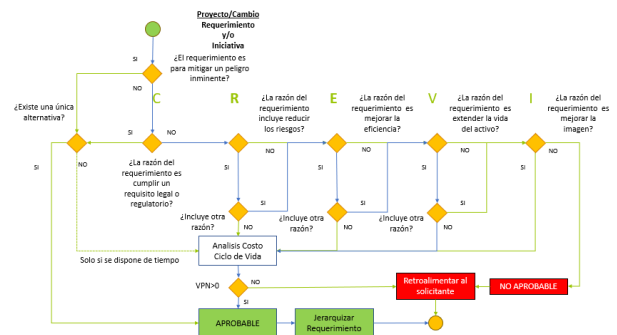 Proyecto/Cambio
Requerimiento
y/o
Iniciativa
¿El requerimiento es
para mitigar un peligro
inminente?
SI
NO
C
R
E
V
I
¿Existe una única
alternativa?
¿La razón del
requerimiento
incluye reducir
los riesgos?
¿La razón del
requerimiento es
mejorar la
eficiencia?
¿La razón del
requerimiento es
extender la vida
del activo?
¿La razón del
requerimiento es
mejorar la
imagen?
SI
NO
NO
NO
NO
SI
NO
SI
NO
¿La razón del
requerimiento es
cumplir un
requisito legal o
regulatorio?
SI
SI
SI
SI
SI
SI
¿Incluye otra
razón?
¿Incluye otra
razón?
¿Incluye otra
razón?
NO
NO
NO
Analisis Costo
Ciclo de Vida
Solo si se dispone de tiempo
VPN>0
NO
SI
Retroalimentar al
solicitante
NO APROBABLE
APROBABLE
Jerarquizar
Requerimiento